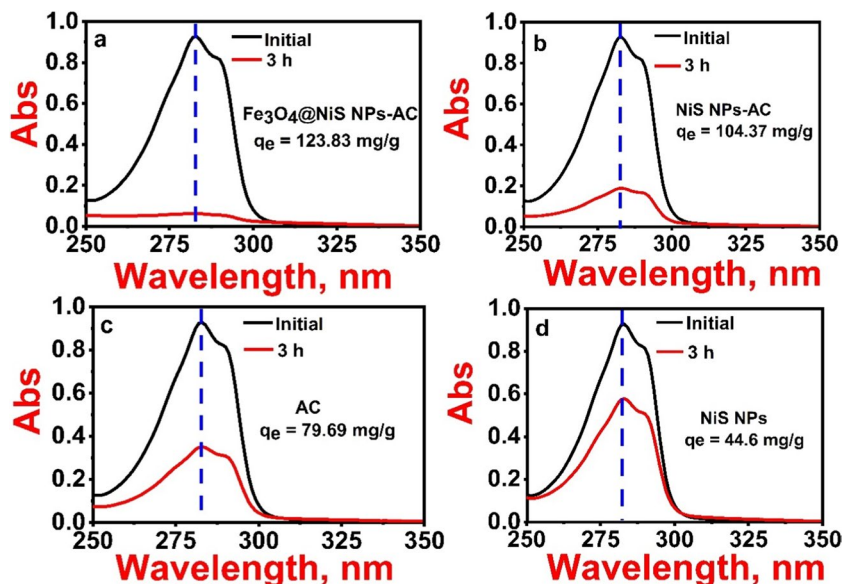 a
Initial
3 h
Fe₃O₄@NiS NPs-AC
qₑ = 123.83 mg/g
Abs
1.0
0.8
0.6
0.4
0.2
0.0
250 275 300 325 350
Wavelength, nm
b
Initial
3 h
NiS NPs-AC
qₑ = 104.37 mg/g
Abs
1.0
0.8
0.6
0.4
0.2
0.0
250 275 300 325 350
Wavelength, nm
c
Initial
3 h
AC
qₑ = 79.69 mg/g
Abs
1.0
0.8
0.6
0.4
0.2
0.0
250 275 300 325 350
Wavelength, nm
d
Initial
3 h
NiS NPs
qₑ = 44.6 mg/g
Abs
1.0
0.8
0.6
0.4
0.2
0.0
250 275 300 325 350
Wavelength, nm